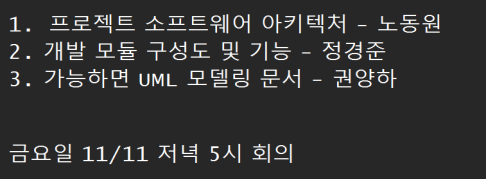 1. 프로젝트 소프트웨어 아키텍처 - 노동원
2. 개발 모듈 구성도 및 기능 - 정경준
3. 가능하면 UML 모델링 문서 - 권양하
금요일 11/11 저녁 5시 회의